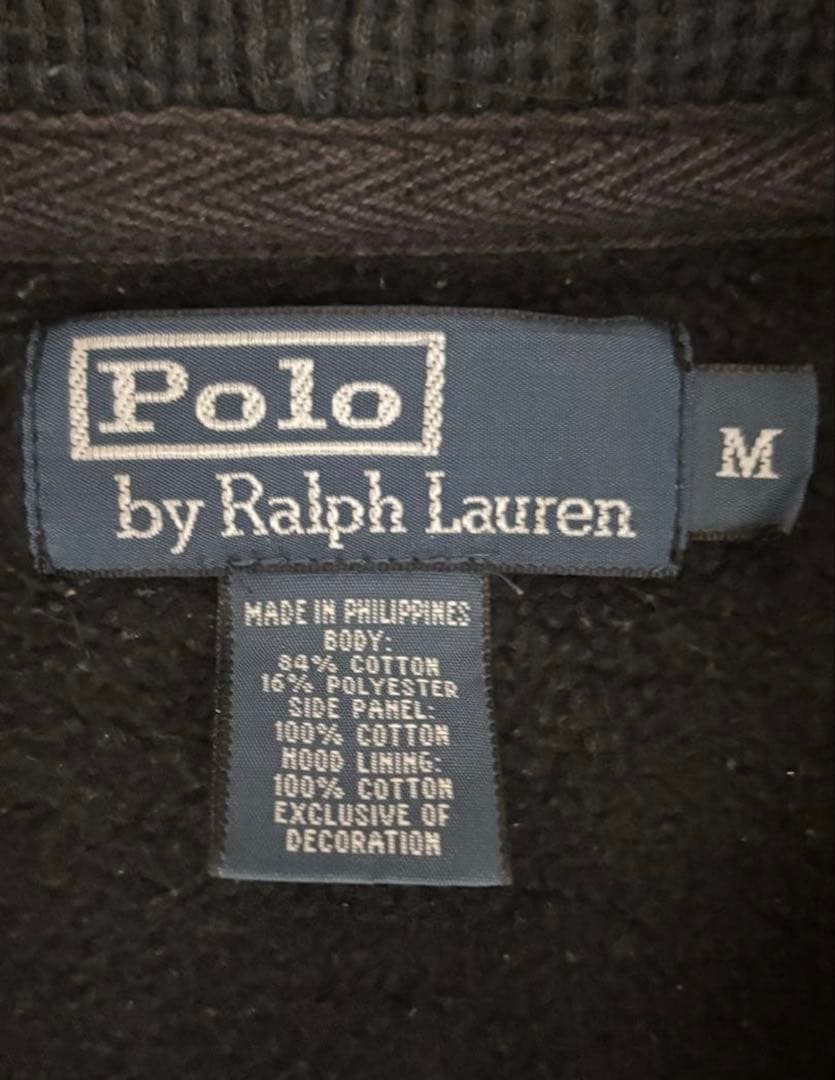 Polo
by Ralph Lauren
M
MADE IN PHILIPPINES
BODY:
84% COTTON
16% POLYESTER
SIDE PANEL:
100% COTTON
HOOD LINING:
100% COTTON
EXCLUSIVE OF
DECORATION